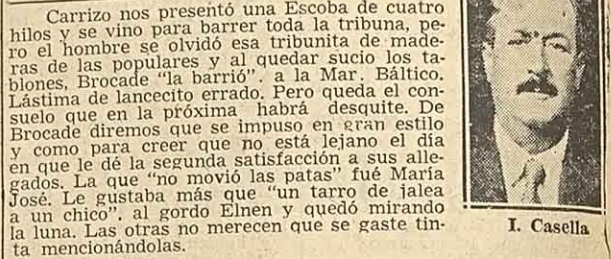 Carrizo nos presentó una Escoba de cuatro
hilos y se vino para barrer toda la tribuna, pe-
ro el hombre se olvidó esa tribunita de made-
ras de las populares y al quedar sucio los ta-
blones, Brocade "la barrió". a la Mar. Báltico.
Lástima de lancecito errado. Pero queda el con-
suelo que en la próxima habrá desquite. De
Brocade diremos que se impuso en gran estilo
y como para creer que no está lejano el día
en que le dé la segunda satisfacción a sus alle-
gados. La que "no movió las patas" fué María
José. Le gustaba más que "un tarro de jalea
a un chico". al gordo Elnen y quedó mirando
la luna. Las otras no merecen que se gaste tin-
ta mencionándolas.
I. Casella